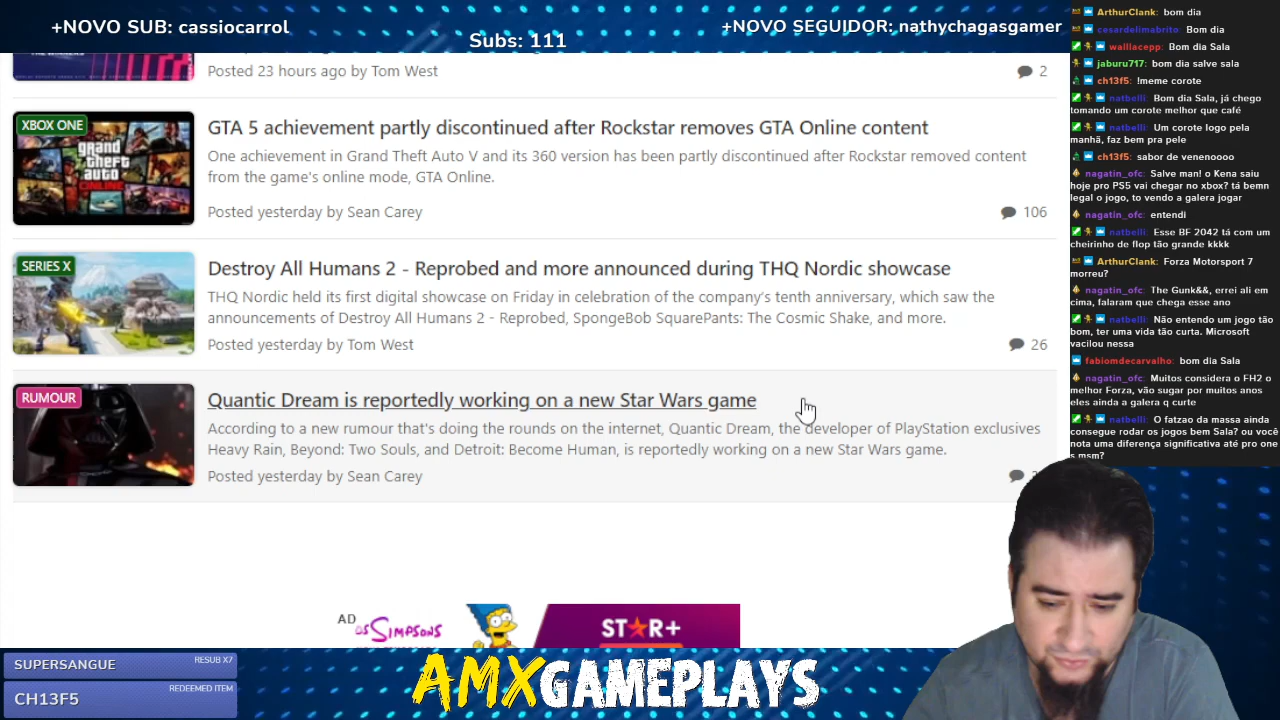 +NOVO SUB: cassiocarrol
Subs: 111
+NOVO SEGUIDOR: nathychagasgamer
Posted 23 hours ago by Tom West
2
XBOX ONE
grand
theft
auto
ONLINE
GTA 5 achievement partly discontinued after Rockstar removes GTA Online content
One achievement in Grand Theft Auto V and its 360 version has been partly discontinued after Rockstar removed content
from the game's online mode, GTA Online.
Posted yesterday by Sean Carey
106
SERIES X
Destroy All Humans 2 - Reprobed and more announced during THQ Nordic showcase
THQ Nordic held its first digital showcase on Friday in celebration of the company's tenth anniversary, which saw the
announcements of Destroy All Humans 2 - Reprobed, SpongeBob SquarePants: The Cosmic Shake, and more.
Posted yesterday by Tom West
26
RUMOUR
Quantic Dream is reportedly working on a new Star Wars game
According to a new rumor that's doing the rounds on the internet, Quantic Dream, the developer of PlayStation exclusives
Heavy Rain, Beyond: Two Souls, and Detroit: Become Human, is reportedly working on a new Star Wars game.
Posted yesterday by Sean Carey
AD
OS SIMPSONS
STAR+
SUPERSANGUE
RESUB X7
CH13F5
REDEEMED ITEM
AMXGAMEPLAYS
ArthurClank: bom dia
cesardelimabrito: Bom dia
walllacepp: Bom dia Sala
jaburu717: bom dia salve sala
ch13f5: !meme corote
natbelli: Bom dia Sala, já chego
tomando um corote melhor que café
natbelli: Um corote logo pela
manhã, faz bem pra pele
ch13f5: sabor de venenoooo
nagatin_ofc: Salve man! o Kena saiu
hoje pro PS5 vai chegar no xbox? tá bemn
legal o jogo, to vendo a galera jogar
nagatin_ofc: entendi
natbelli: Esse BF 2042 tá com um
cheirinho de flop tão grande kkkk
ArthurClank: Forza Motorsport 7
morreu?
nagatin_ofc: The Gunk&&, errei ali em
cima, falaram que chega esse ano
natbelli: Não entendo um jogo tão
bom, ter uma vida tão curta. Microsoft
vacilou nessa
fabiomdecarvalho: bom dia Sala
nagatin_ofc: Muitos considera o FH2 o
melhor Forza, vão sugar por muitos anos
eles ainda a galera q curte
natbelli: O fatzao da massa ainda
consegue rodar os jogos bem Sala? ou você
nota uma diferença significativa até pro one
s msm?